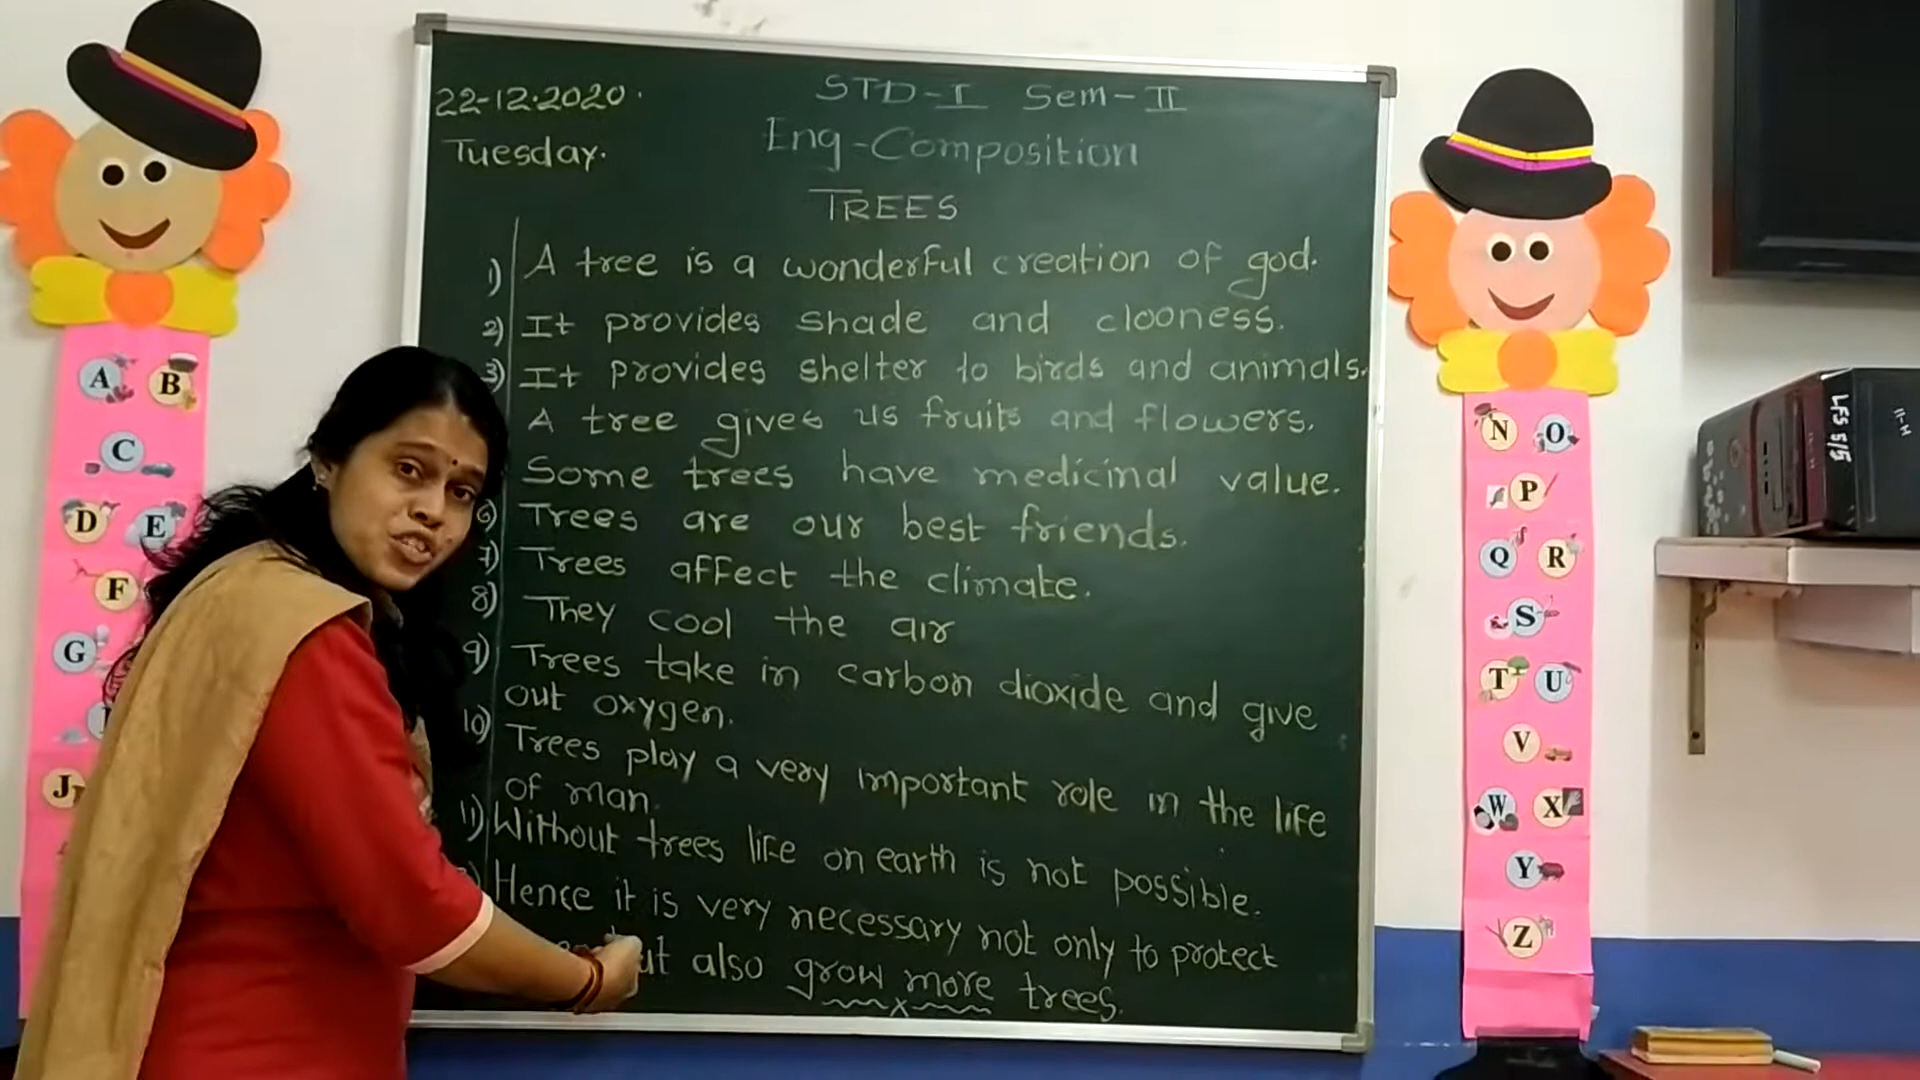 22-12-2020.
Tuesday.
STD-I Sem-II
Eng-Composition
TREES
1) A tree is a wonderful creation of god.
2) It provides shade and clooness.
3) It provides shelter to birds and animals.
A tree gives us fruits and flowers.
Some trees have medicinal value.
6) Trees are our best friends.
7) Trees affect the climate.
8) They cool the air
9) Trees take in carbon dioxide and give
out oxygen.
10) Trees play a very important role in the life
of man.
11) Without trees life on earth is not possible.
Hence it is very necessary not only to protect
also grow more trees.
x
A B
C
D E
F
G
J
N O
P
Q R
S
T U
V
W X
Y
Z
LFS 5/5